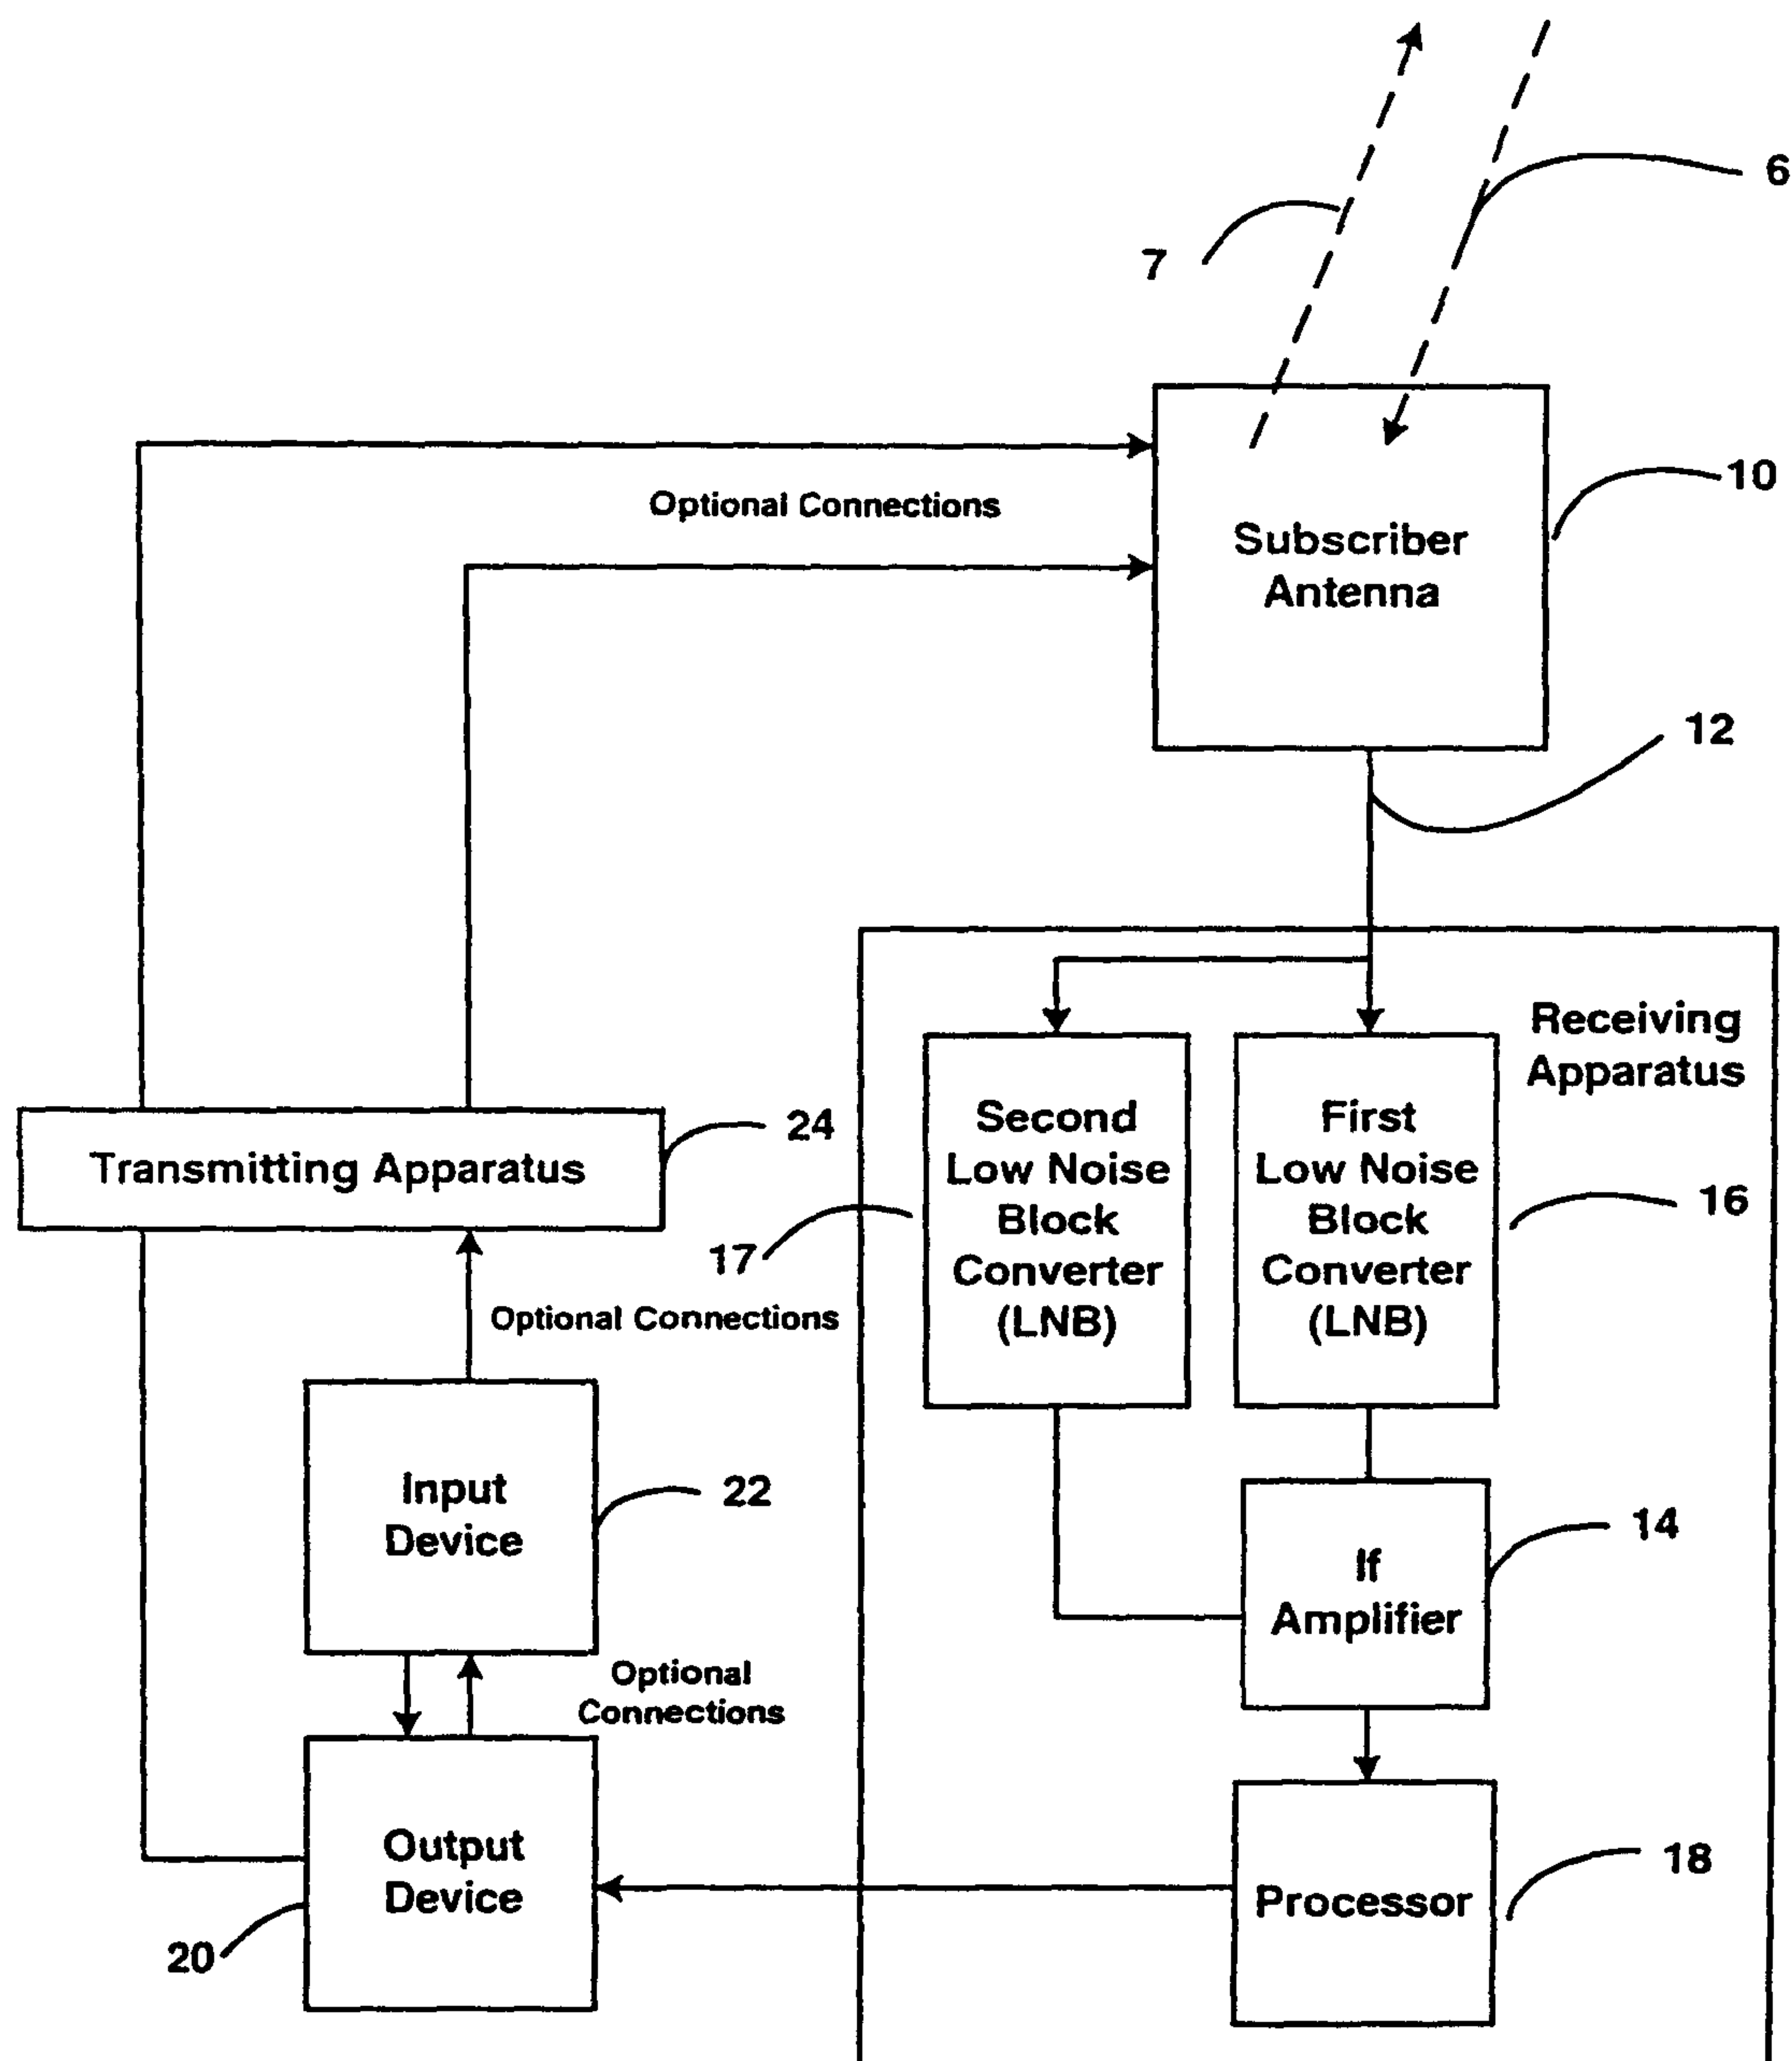 6
7
10
Optional Connections
Subscriber
Antenna
12
Receiving
Apparatus
24
Transmitting Apparatus
Second
Low Noise
Block
Converter
(LNB)
First
Low Noise
Block
Converter
(LNB)
16
17
Optional Connections
Input
Device
22
14
If
Amplifier
Optional
Connections
Output
Device
20
18
Processor